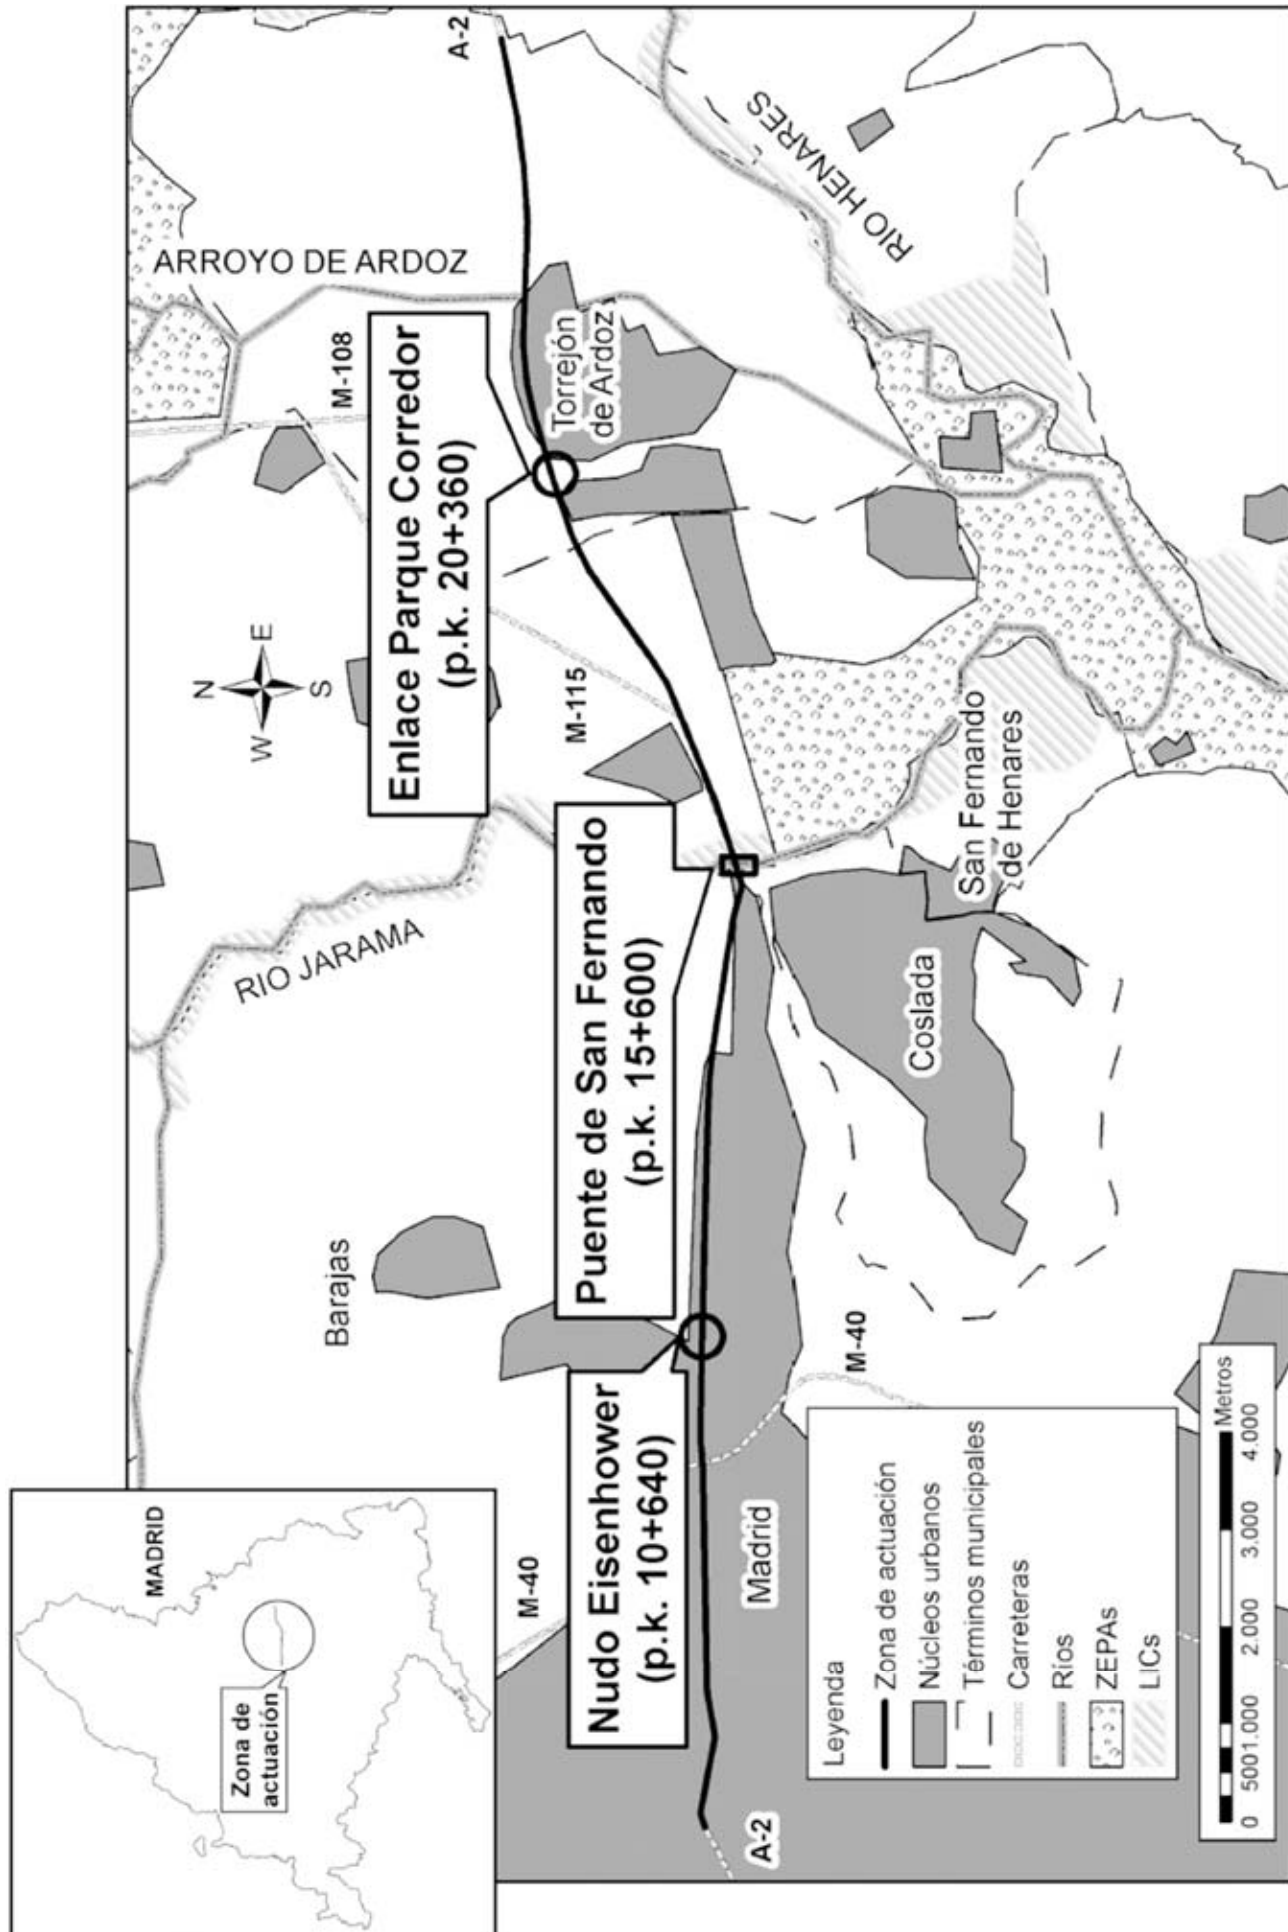 MADRID
Zona de
actuación
M-40
Barajas
RIO JARAMA
N
W
E
S
ARROYO DE ARDOZ
M-108
A-2
Enlace Parque Corredor
(p.k. 20+360)
Torrejón
de Ardoz
RIO HENARES
M-115
Puente de San Fernando
(p.k. 15+600)
Nudo Eisenhower
(p.k. 10+640)
Madrid
A-2
M-40
Coslada
San Fernando
de Henares
Leyenda
Zona de actuación
Núcleos urbanos
Términos municipales
Carreteras
Ríos
ZEPAs
LICs
0 500 1.000 2.000 3.000 4.000
Metros